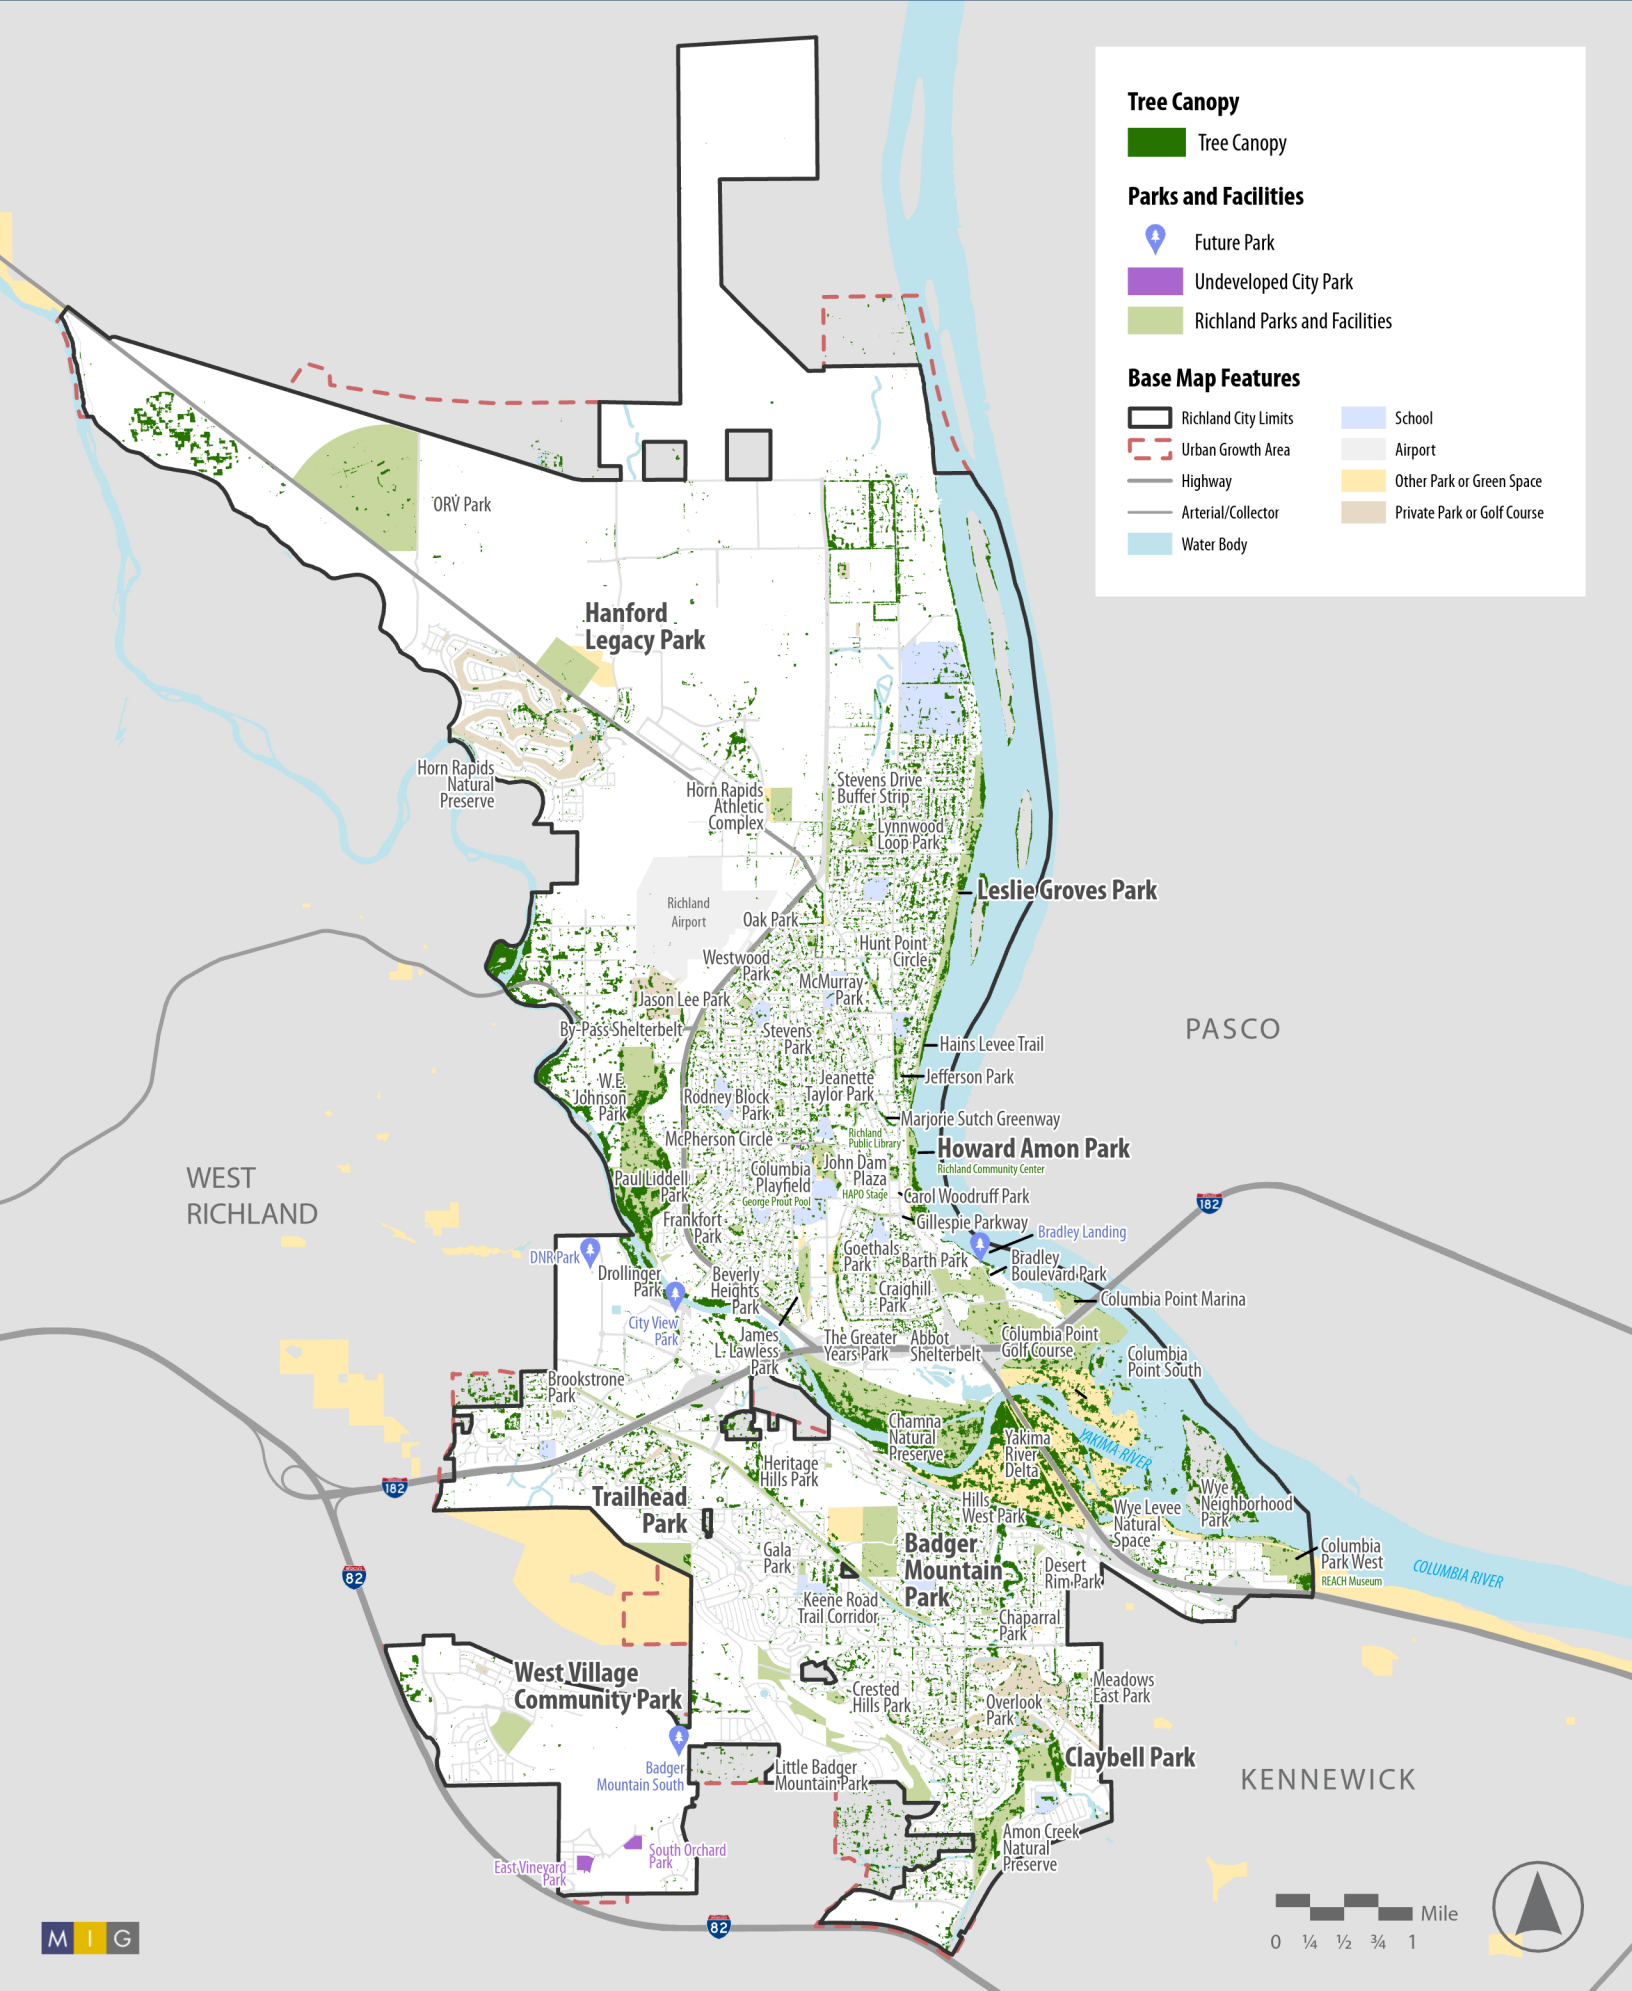 Tree Canopy
Tree Canopy
Parks and Facilities
Future Park
Undeveloped City Park
Richland Parks and Facilities
Base Map Features
Richland City Limits
Urban Growth Area
Highway
Arterial/Collector
Water Body
School
Airport
Other Park or Green Space
Private Park or Golf Course
ORV Park
Hanford
Legacy Park
Horn Rapids
Natural
Preserve
Horn Rapids
Athletic
Complex
Stevens Drive
Buffer Strip
Lynnwood
Loop Park
Leslie Groves Park
Richland
Airport
Oak Park
Hunt Point
Circle
Westwood
Park
McMurray
Park
Jason Lee Park
By-Pass Shelterbelt
Stevens
Park
PASCO
Hains Levee Trail
Jefferson Park
W.E.
Johnson
Park
Jeanette
Taylor Park
Rodney Block
Park
Marjorie Sutch Greenway
McPherson Circle
Richland
Public Library
Howard Amon Park
Richland Community Center
WEST
RICHLAND
Columbia
Playfield
George Prout Pool
John Dam
Plaza
HAPO Stage
Paul Liddell
Park
Carol Woodruff Park
182
Gillespie Parkway
Frankfort
Park
Bradley Landing
DNR Park
Goethals
Park
Barth Park
Bradley
Boulevard Park
Drollinger
Park
Beverly
Heights
Park
Craighill
Park
Columbia Point Marina
City View
Park
James
L. Lawless
Park
The Greater
Years Park
Abbot
Shelterbelt
Columbia Point
Golf Course
Columbia
Point South
Brookstrone
Park
Chamna
Natural
Preserve
Yakima
River
Delta
YAKIMA RIVER
Heritage
Hills Park
182
Trailhead
Park
Hills
West Park
Wye Levee
Natural
Space
Wye
Neighborhood
Park
Gala
Park
Badger
Mountain
Park
Desert
Rim Park
Columbia
Park West
REACH Museum
COLUMBIA RIVER
82
Keene Road
Trail Corridor
Chaparral
Park
West Village
Community Park
Crested
Hills Park
Overlook
Park
Meadows
East Park
Badger
Mountain South
Little Badger
Mountain Park
Claybell Park
KENNEWICK
South Orchard
Park
East Vineyard
Park
Amon Creek
Natural
Preserve
82
MIG
Mile
0 ¼ ½ ¾ 1